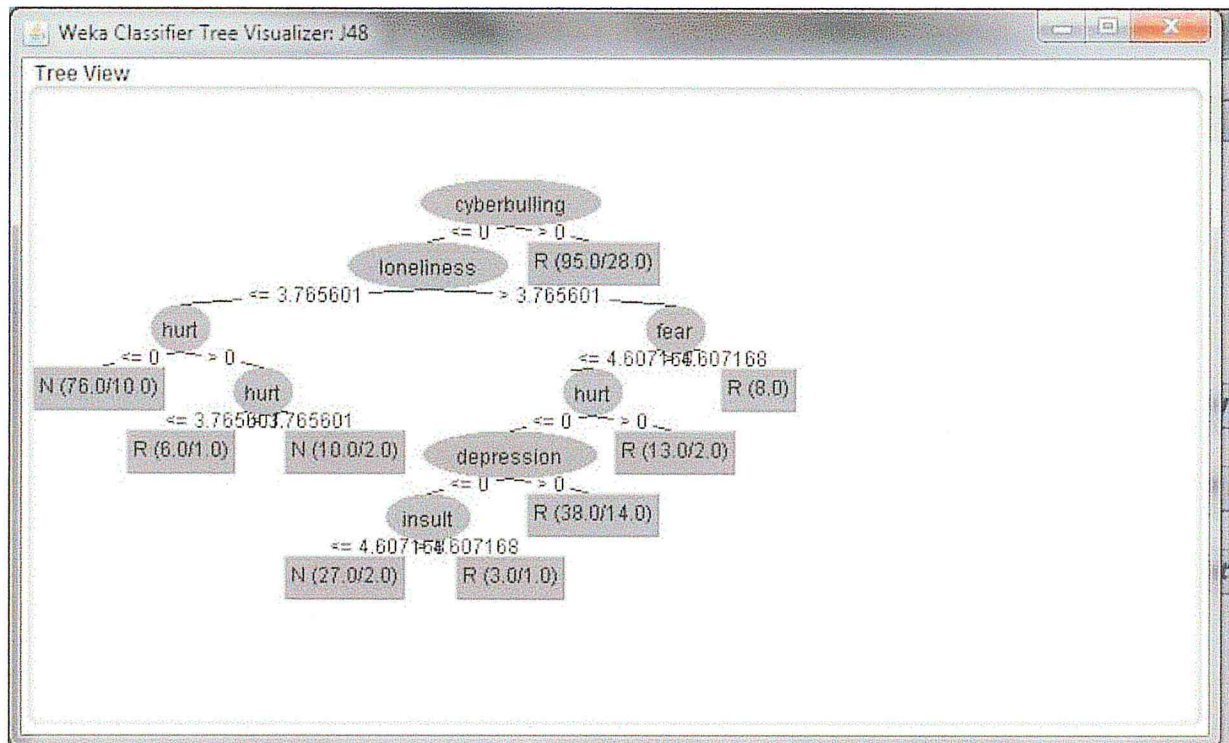 Weka Classifier Tree Visualizer: J48
Tree View
cyberbulling
<= 0 > 0
loneliness R (95.0/28.0)
<= 3.765601 > 3.765601
hurt fear
<= 0 > 0 <= 4.607168 > 4.607168
N (76.0/10.0) hurt hurt R (8.0)
<= 3.765601 > 3.765601 <= 0 > 0
R (6.0/1.0) N (10.0/2.0) depression R (13.0/2.0)
<= 0 > 0
insult R (38.0/14.0)
<= 4.607168 > 4.607168
N (27.0/2.0) R (3.0/1.0)